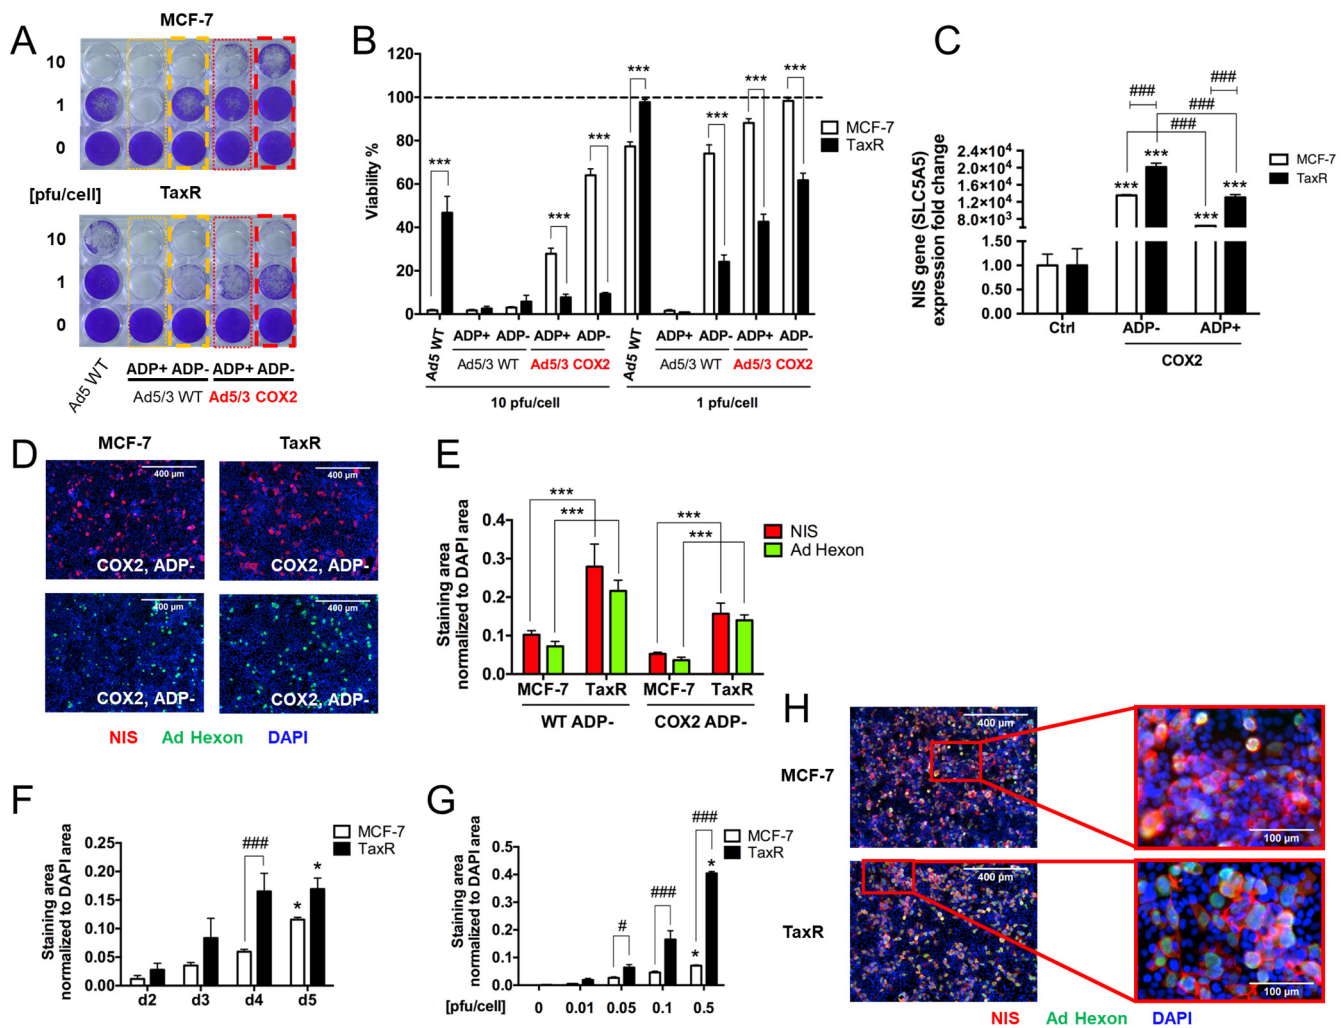 A
MCF-7
10
1
0
[pfu/cell]
TaxR
10
1
0
Ad5 WT
ADP+ ADP- ADP+ ADP-
Ad5/3 WT Ad5/3 COX2
B
Viability %
120
100
80
60
40
20
0
***
***
***
***
***
***
***
MCF-7
TaxR
Ad5 WT
ADP+ ADP- ADP+ ADP-
Ad5/3 WT Ad5/3 COX2
Ad5 WT
ADP+ ADP- ADP+ ADP-
Ad5/3 WT Ad5/3 COX2
10 pfu/cell 1 pfu/cell
C
NIS gene (SLC5A5)
expression fold change
2.4×10⁴
2.0×10⁴
1.6×10⁴
1.2×10⁴
8.0×10³
1.50
1.00
0.50
0.00
###
###
###
###
***
***
***
***
MCF-7
TaxR
Ctrl ADP- ADP+
COX2
D
MCF-7 TaxR
400 µm
COX2, ADP-
400 µm
COX2, ADP-
400 µm
COX2, ADP-
400 µm
COX2, ADP-
NIS Ad Hexon DAPI
E
Staining area
normalized to DAPI area
0.4
0.3
0.2
0.1
0.0
***
***
***
***
NIS
Ad Hexon
MCF-7 TaxR MCF-7 TaxR
WT ADP- COX2 ADP-
F
Staining area
normalized to DAPI area
0.25
0.20
0.15
0.10
0.05
0.00
###
*
*
MCF-7
TaxR
d2 d3 d4 d5
G
Staining area
normalized to DAPI area
0.5
0.4
0.3
0.2
0.1
0.0
#
###
###
*
*
MCF-7
TaxR
[pfu/cell] 0 0.01 0.05 0.1 0.5
H
MCF-7
400 µm
100 µm
TaxR
400 µm
100 µm
NIS Ad Hexon DAPI